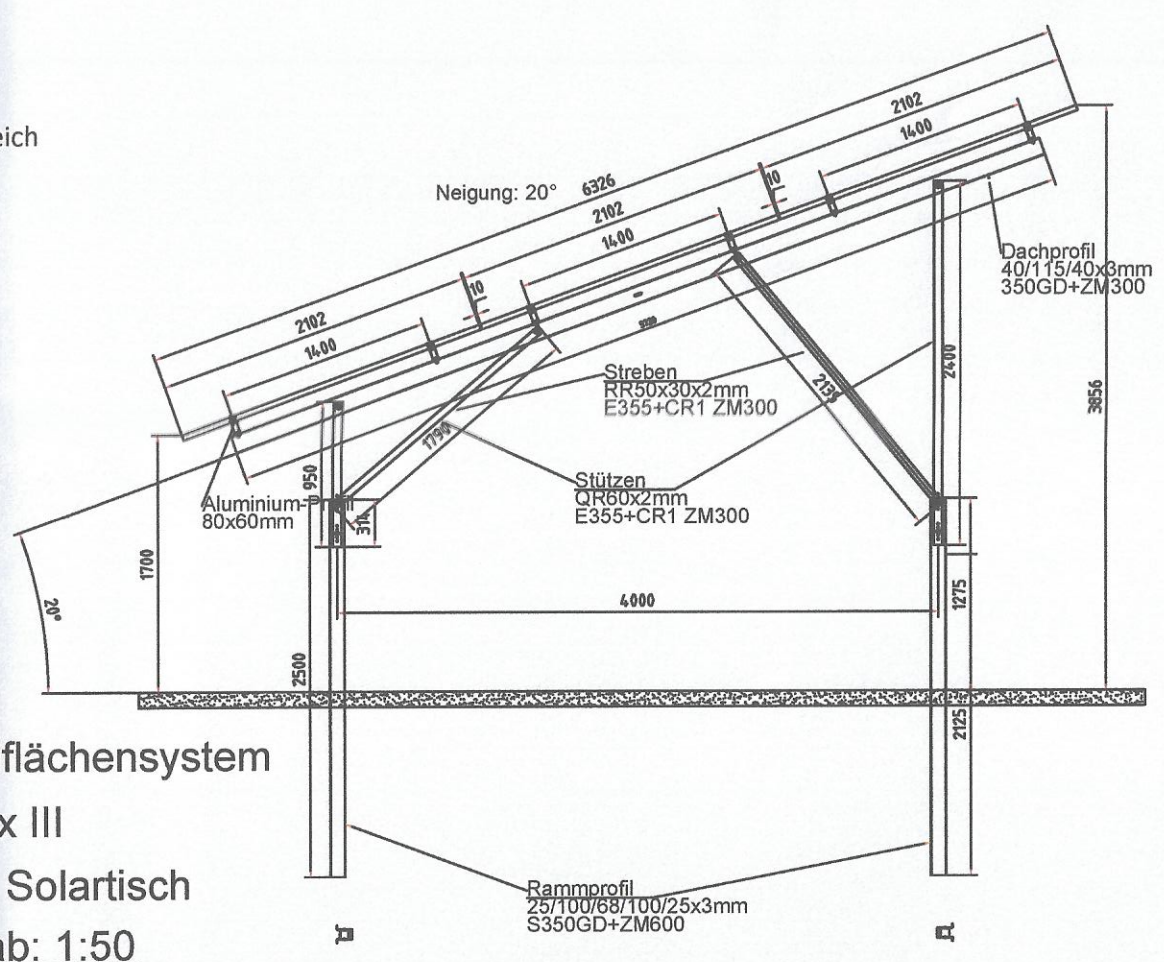 eich
2102
1400
10
Neigung: 20°
6326
2102
1400
10
2102
1400
Dachprofil
40/115/40x3mm
350GD+ZM300
Streben
RR50x30x2mm
E355+CR1 ZM300
2135
2400
3856
1790
950
Stützen
QR60x2mm
E355+CR1 ZM300
Aluminium-
80x60mm
314
1700
20°
4000
1275
2500
2125
flächensystem
x III
Solartisch
ab: 1:50
Rammprofil
25/100/68/100/25x3mm
S350GD+ZM600